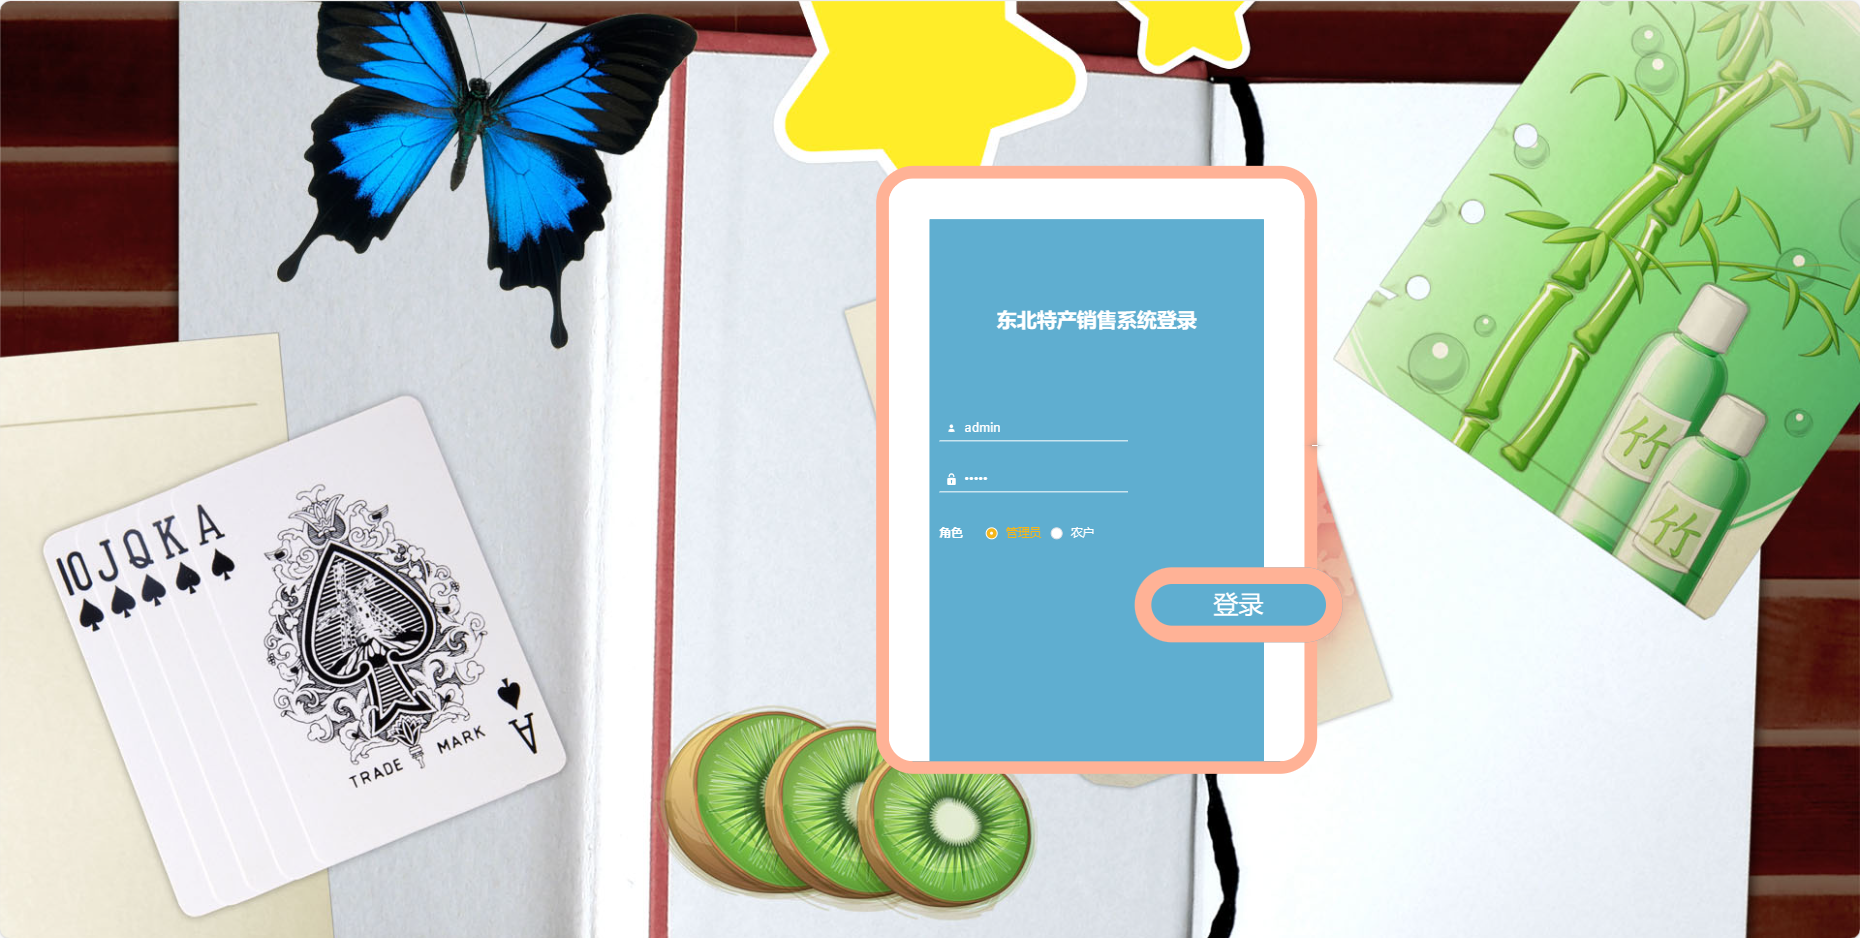 东北特产销售系统登录
admin
•••••
角色 管理员 农户
登录
竹
竹
10 J Q K A
TRADE MARK
A